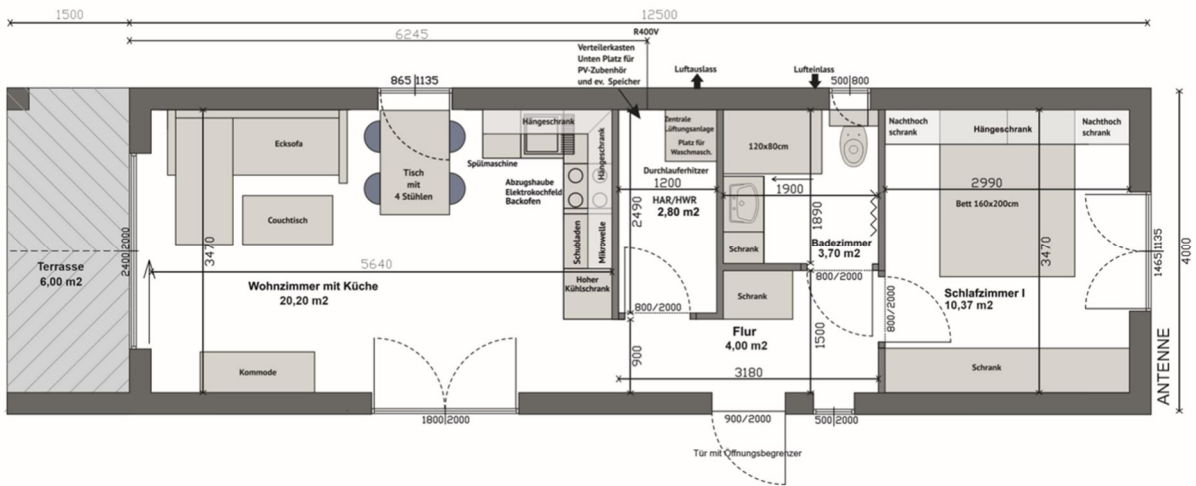 1500
12500
6245
R400V
Verteilerkasten
Unten Platz für
PV-Zubenhör
und ev. Speicher
Luftauslass
Lufteinlass
865|1135
500|800
Ecksofa
Tisch
mit
4 Stühlen
Couchtisch
Hängeschrank
Hängeschrank
Spülmaschine
Abzugshaube
Elektrokochfeld
Backofen
Schubladen
Mikrowelle
Hoher
Kühlschrank
Zentrale
Lüftungsanlage
Platz für
Waschmasch.
Durchlauferhitzer
1200
HAR/HWR
2,80 m2
2490
800/2000
120x80cm
1900
1890
Schrank
Badezimmer
3,70 m2
800/2000
Schrank
Nachthoch
schrank
Hängeschrank
Nachthoch
schrank
2990
Bett 160x200cm
3470
Schlafzimmer I
10,37 m2
800/2000
Schrank
1465|1135
4000
ANTENNE
Terrasse
6,00 m2
2400|2000
3470
5640
Wohnzimmer mit Küche
20,20 m2
Kommode
1800|2000
Flur
4,00 m2
900
1500
3180
900/2000
500|2000
Tür mit Öffnungsbegrenzer